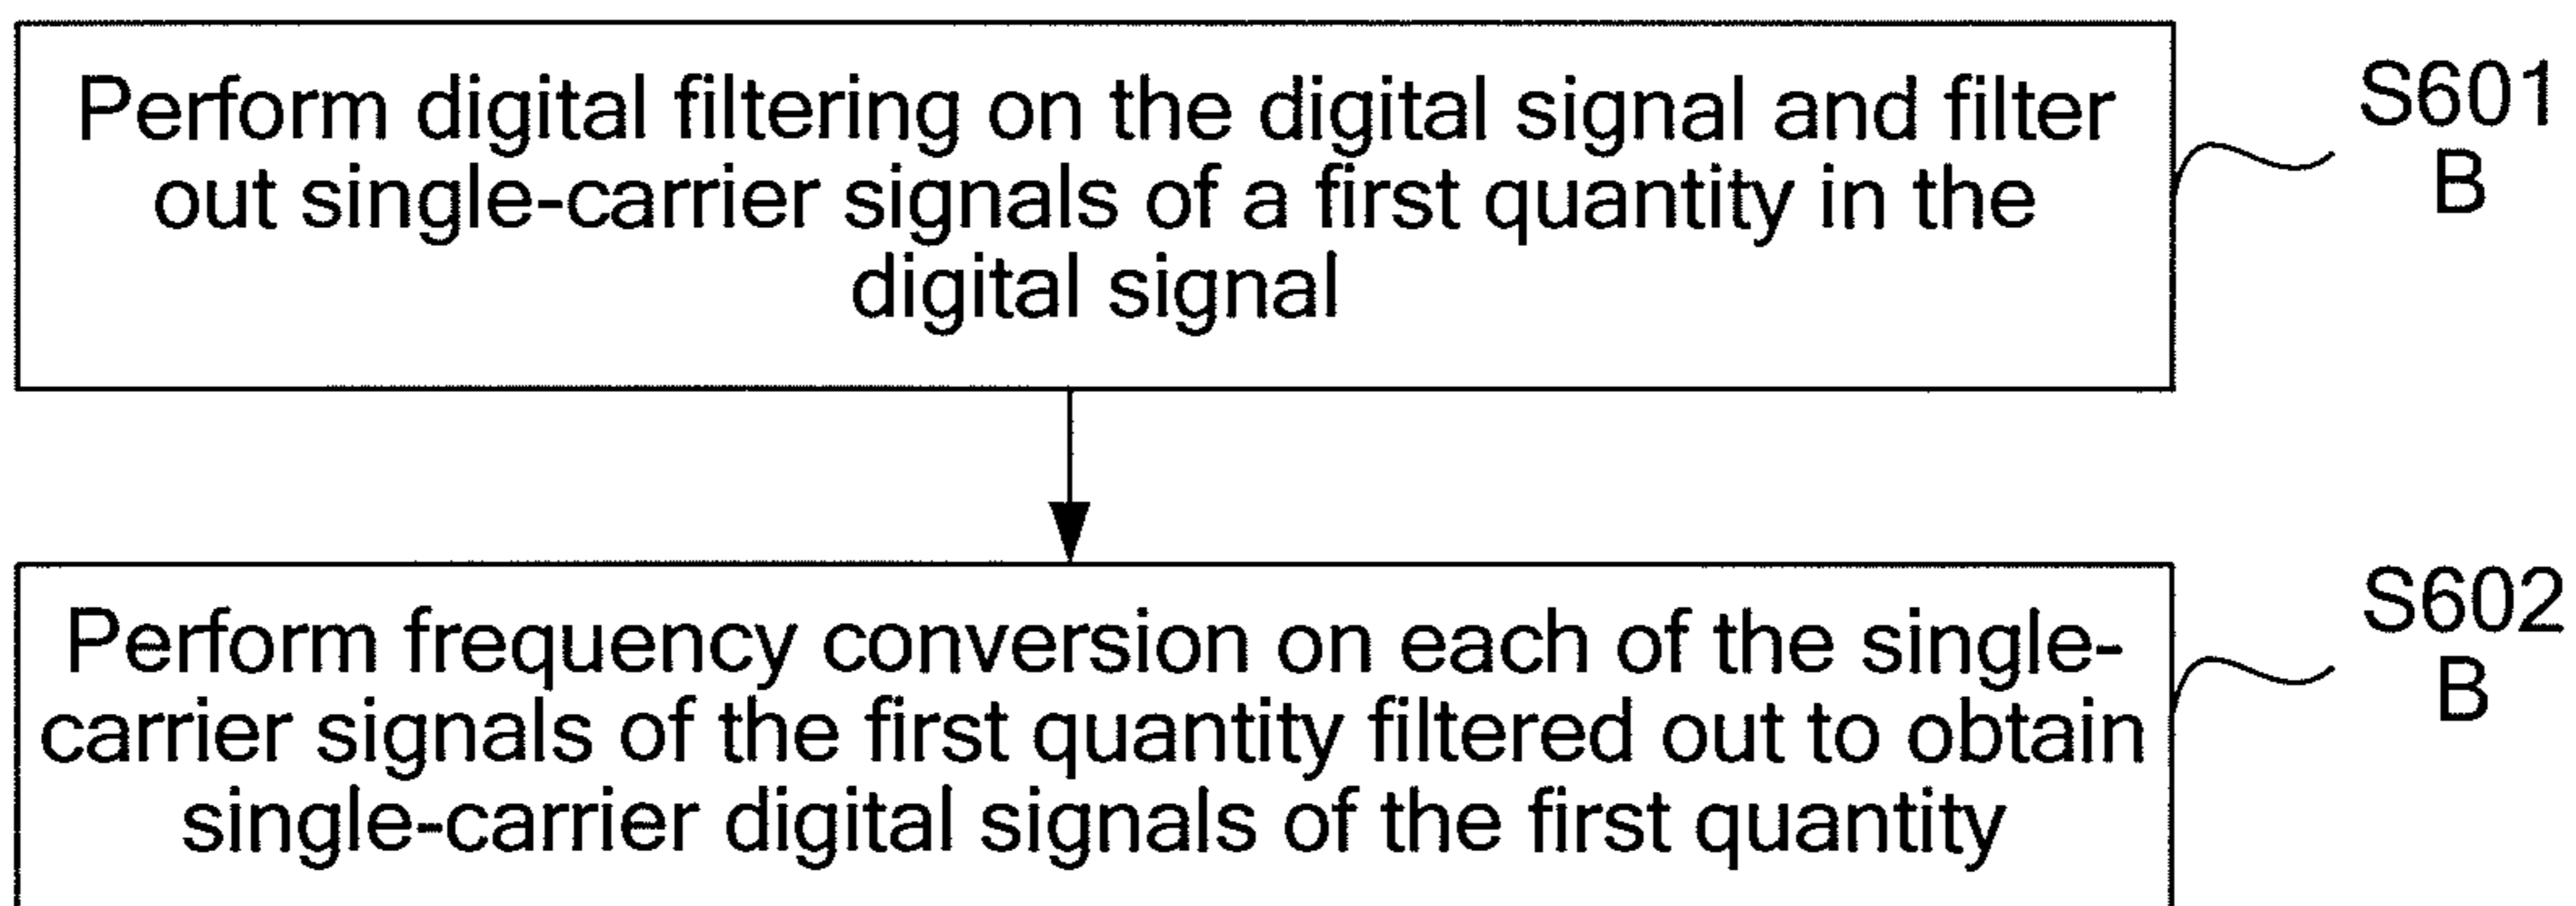 Perform digital filtering on the digital signal and filter
out single-carrier signals of a first quantity in the
digital signal
S601
B
Perform frequency conversion on each of the single-
carrier signals of the first quantity filtered out to obtain
single-carrier digital signals of the first quantity
S602
B